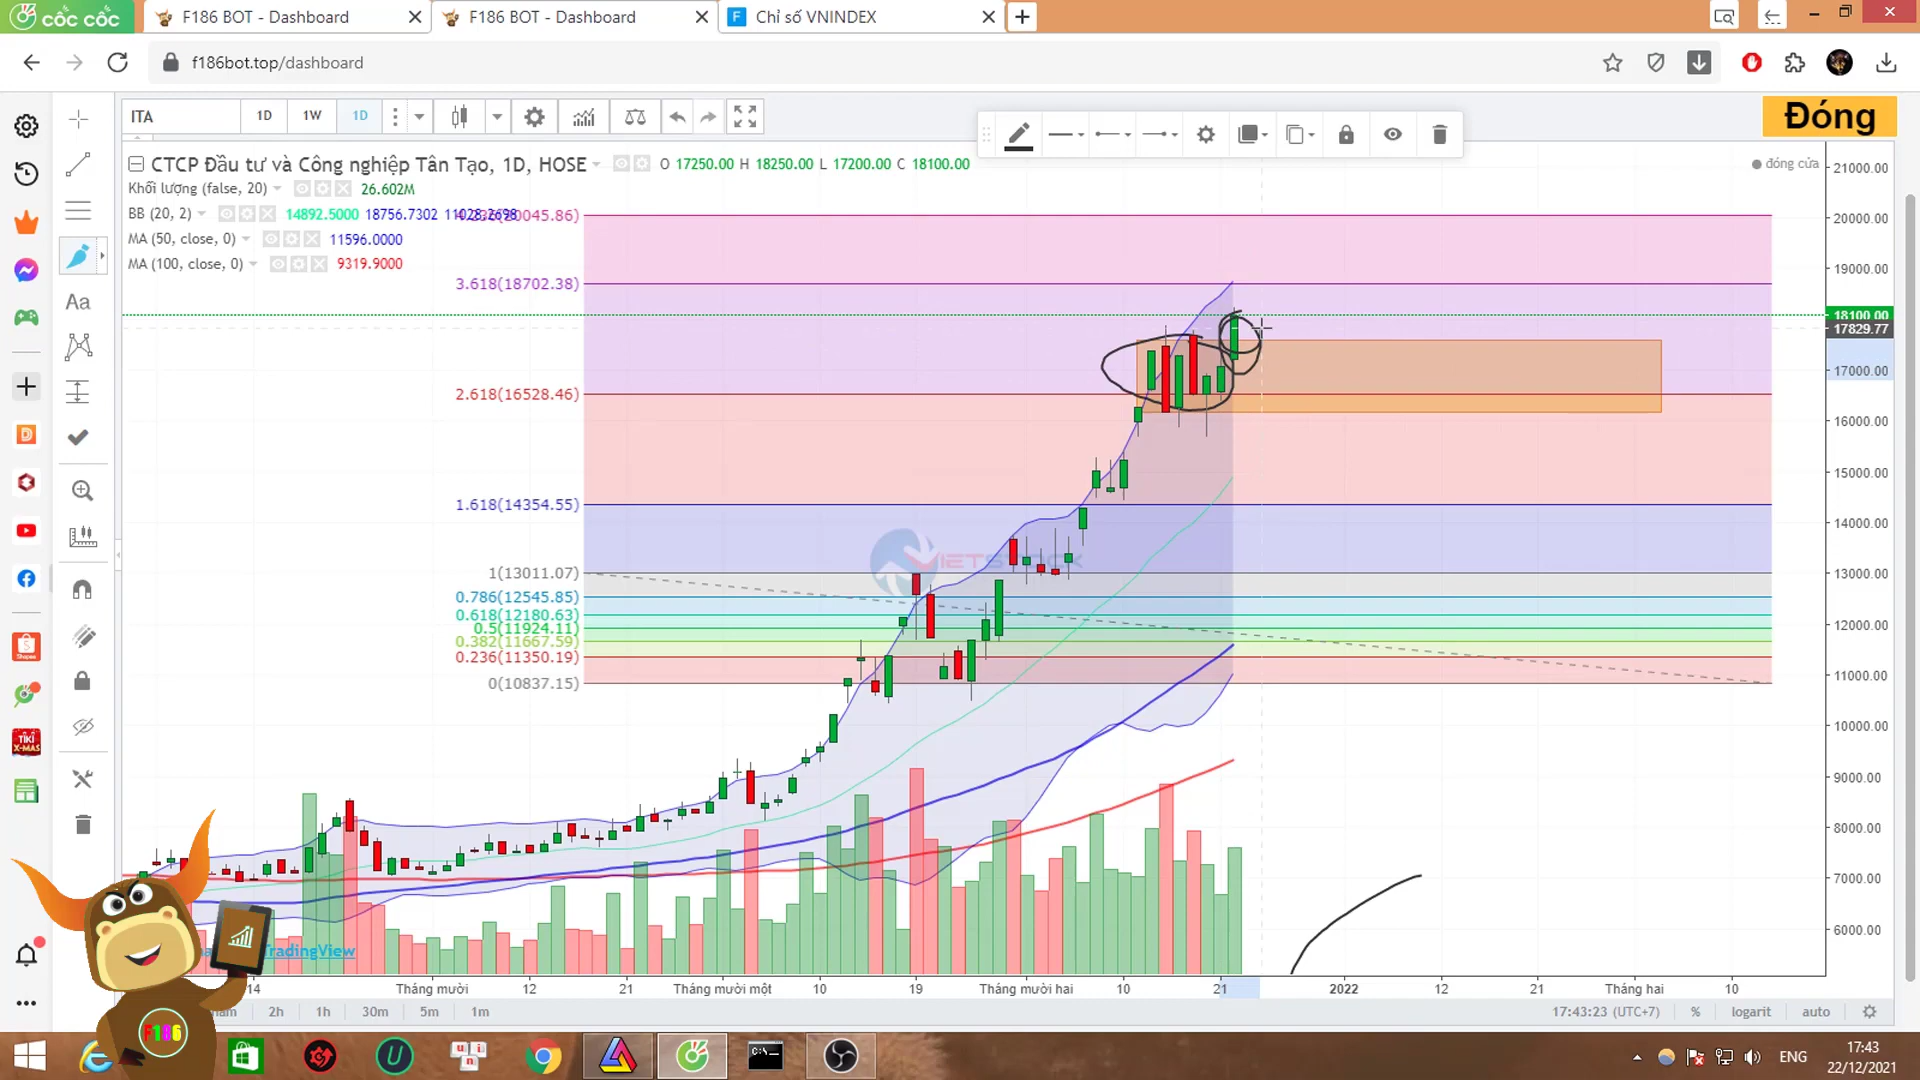 cốc cốc
F186 BOT - Dashboard
F186 BOT - Dashboard
Chỉ số VNINDEX
f186bot.top/dashboard
ITA
1D
1W
1D
Đóng
CTCP Đầu tư và Công nghiệp Tân Tạo, 1D, HOSE
O 17250.00 H 18250.00 L 17200.00 C 18100.00
đóng cửa
Khối lượng (false, 20)
26.602M
BB (20, 2)
14892.5000 18756.7302 11028.2698
MA (50, close, 0)
11596.0000
MA (100, close, 0)
9319.9000
3.618(18702.38)
2.618(16528.46)
1.618(14354.55)
1(13011.07)
0.786(12545.85)
0.618(12180.63)
0.5(11924.11)
0.382(11667.59)
0.236(11350.19)
0(10837.15)
21000.00
20000.00
19000.00
18100.00
17829.77
17000.00
16000.00
15000.00
14000.00
13000.00
12000.00
11000.00
10000.00
9000.00
8000.00
7000.00
6000.00
Aa
Shopee
TIKI
X-MAS
TradingView
F186
14
Tháng mười
12
21
Tháng mười một
10
19
Tháng mười hai
10
21
2022
12
21
Tháng hai
10
2h
1h
30m
5m
1m
17:43:23 (UTC+7)
%
logarit
auto
ENG
17:43
22/12/2021